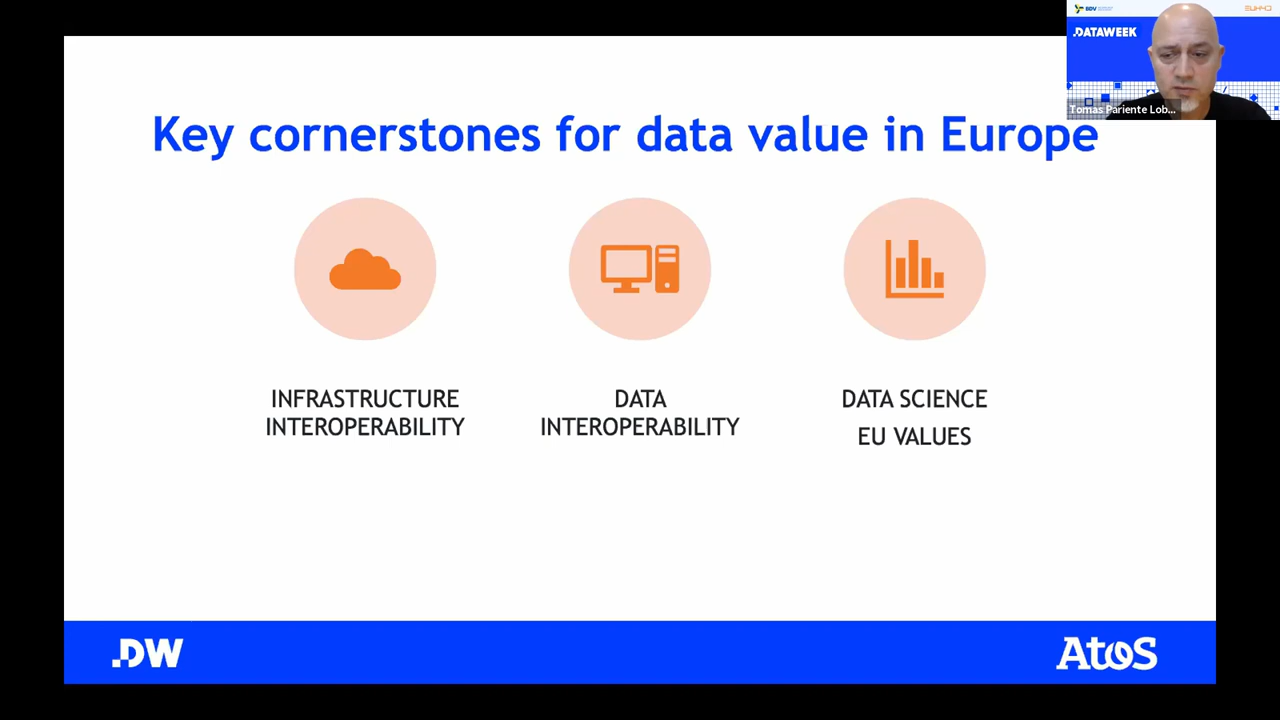 BDV
.DATAWEEK
Tomas Pariente Lob...
Key cornerstones for data value in Europe
INFRASTRUCTURE
INTEROPERABILITY
DATA
INTEROPERABILITY
DATA SCIENCE
EU VALUES
.DW
Atos